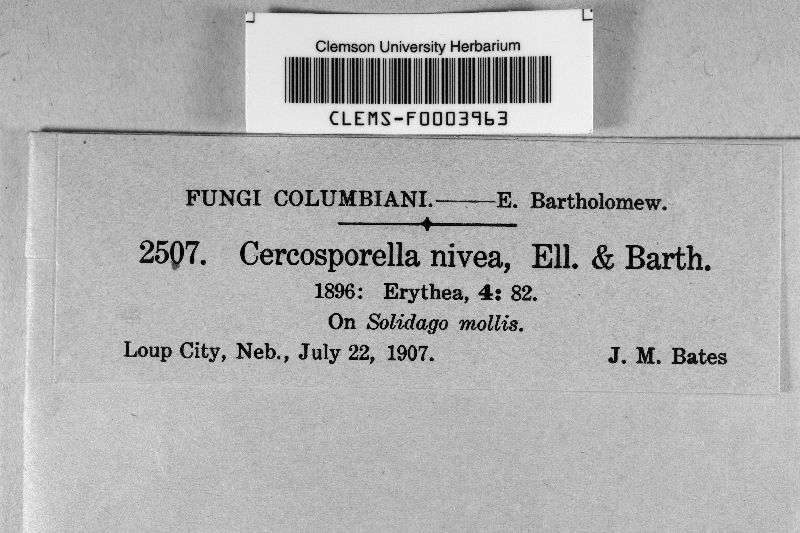 Clemson University Herbarium
CLEMS-F0003963
FUNGI COLUMBIANI.——E. Bartholomew.
2507. Cercosporella nivea, Ell. & Barth.
1896: Erythea, 4: 82.
On Solidago mollis.
Loup City, Neb., July 22, 1907. J. M. Bates